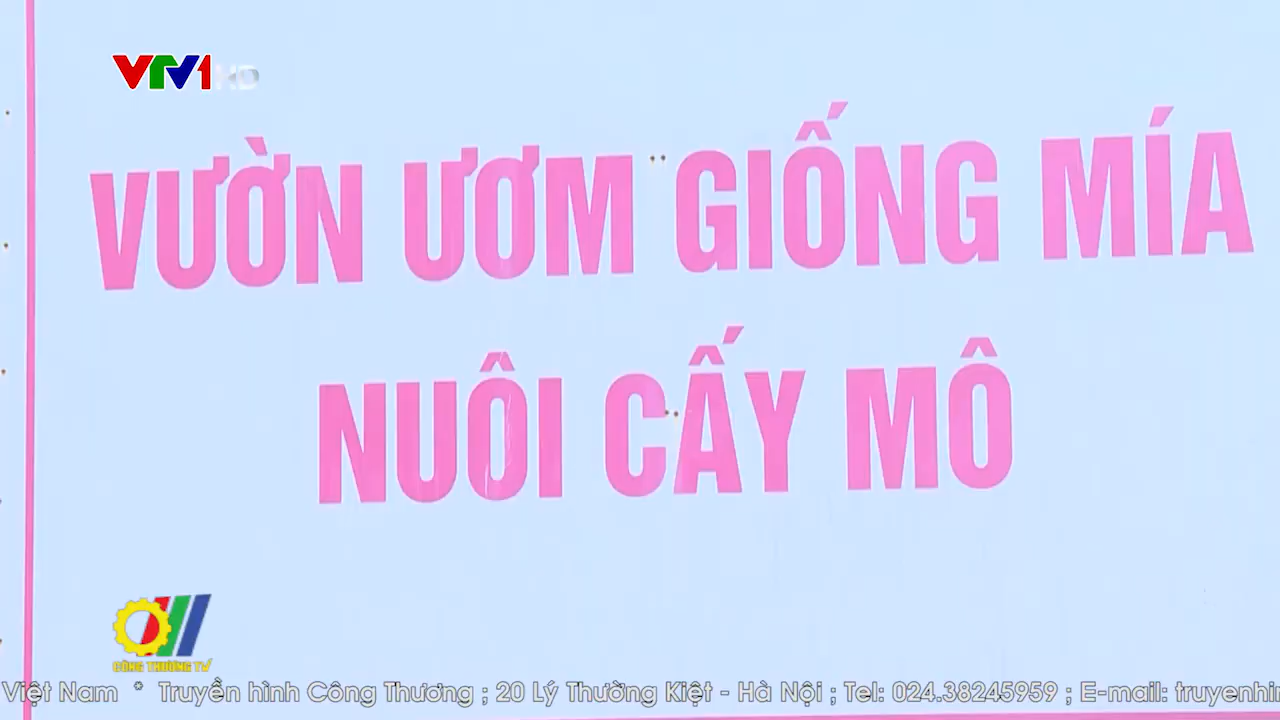 VTV1 HD
VƯỜN ƯƠM GIỐNG MÍA
NUÔI CẤY MÔ
CÔNG THƯƠNG TV
Việt Nam * Truyền hình Công Thương ; 20 Lý Thường Kiệt - Hà Nội ; Tel: 024.38245959 ; E-mail: truyenhin